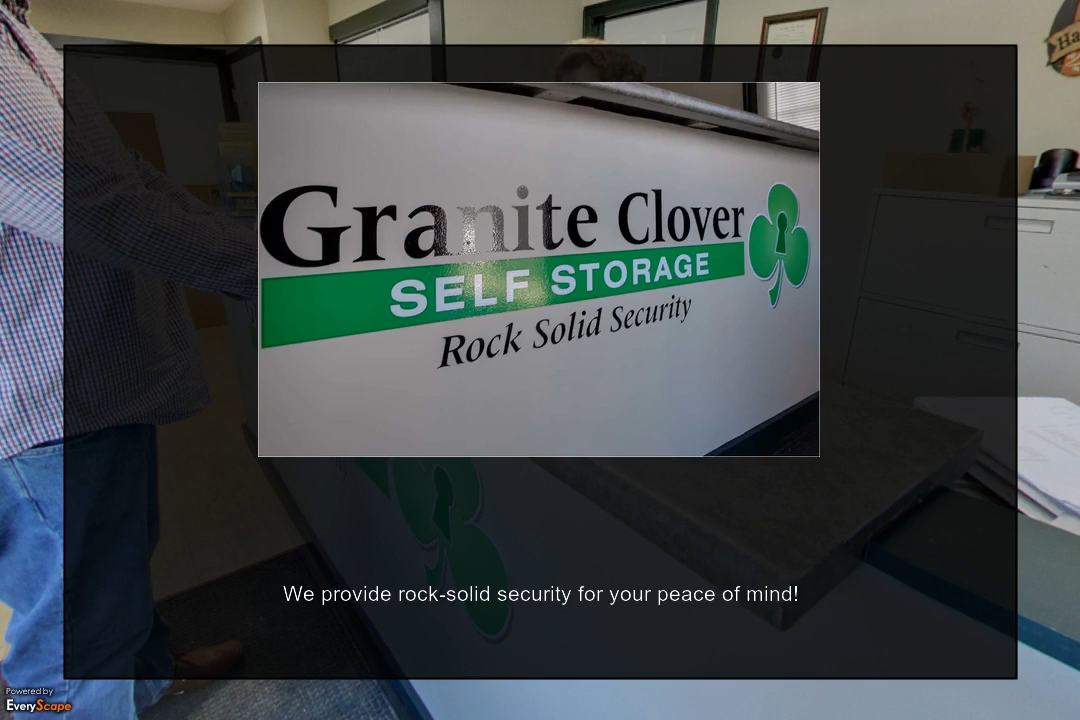 Granite Clover
SELF STORAGE
Rock Solid Security
We provide rock-solid security for your peace of mind!
Powered by
EveryScape